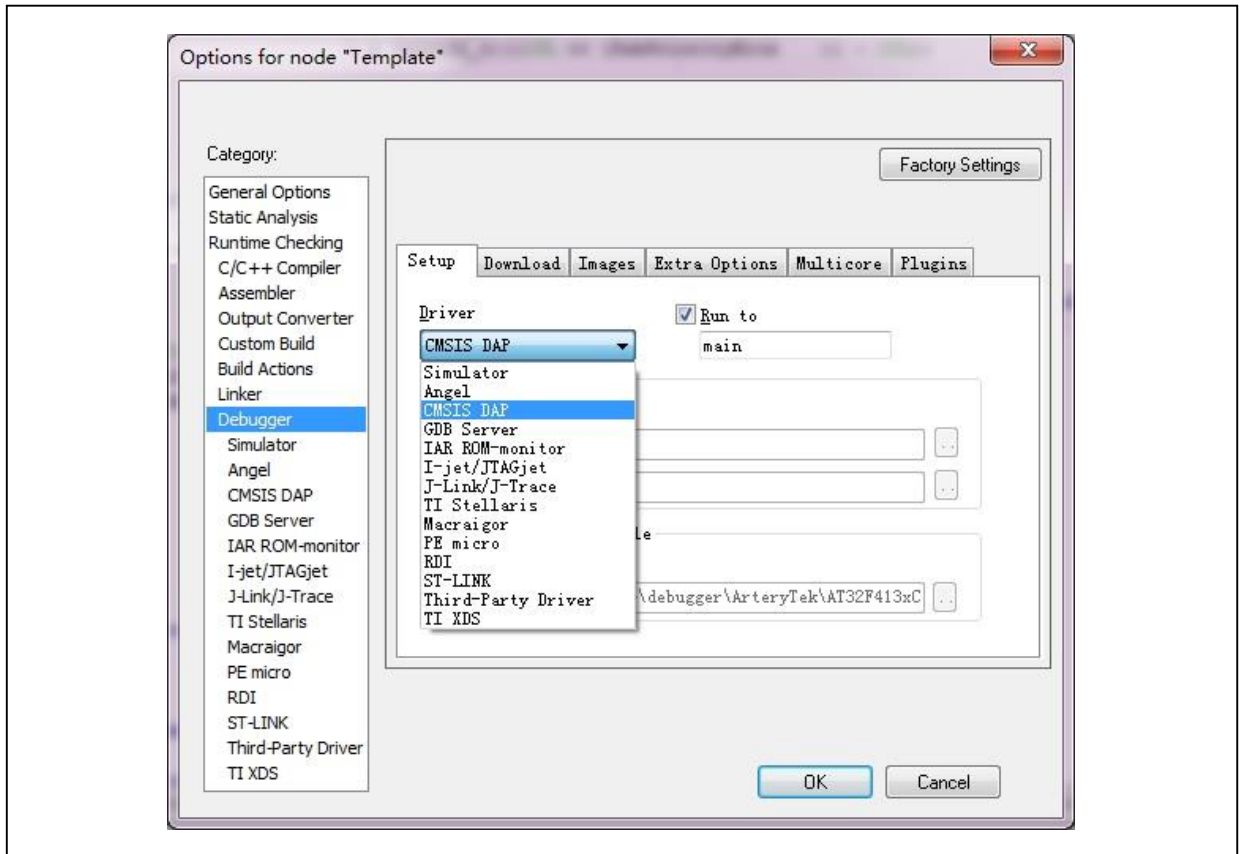 Options for node "Template"
Category:
General Options
Static Analysis
Runtime Checking
C/C++ Compiler
Assembler
Output Converter
Custom Build
Build Actions
Linker
Debugger
Simulator
Angel
CMSIS DAP
GDB Server
IAR ROM-monitor
I-jet/JTAGjet
J-Link/J-Trace
TI Stellaris
Macraigor
PE micro
RDI
ST-LINK
Third-Party Driver
TI XDS
Factory Settings
Setup Download Images Extra Options Multicore Plugins
Driver
CMSIS DAP
Simulator
Angel
CMSIS DAP
GDB Server
IAR ROM-monitor
I-jet/JTAGjet
J-Link/J-Trace
TI Stellaris
Macraigor
PE micro
RDI
ST-LINK
Third-Party Driver
TI XDS
Run to
main
..
..
le
\debugger\ArteryTek\AT32F413xC
..
OK Cancel